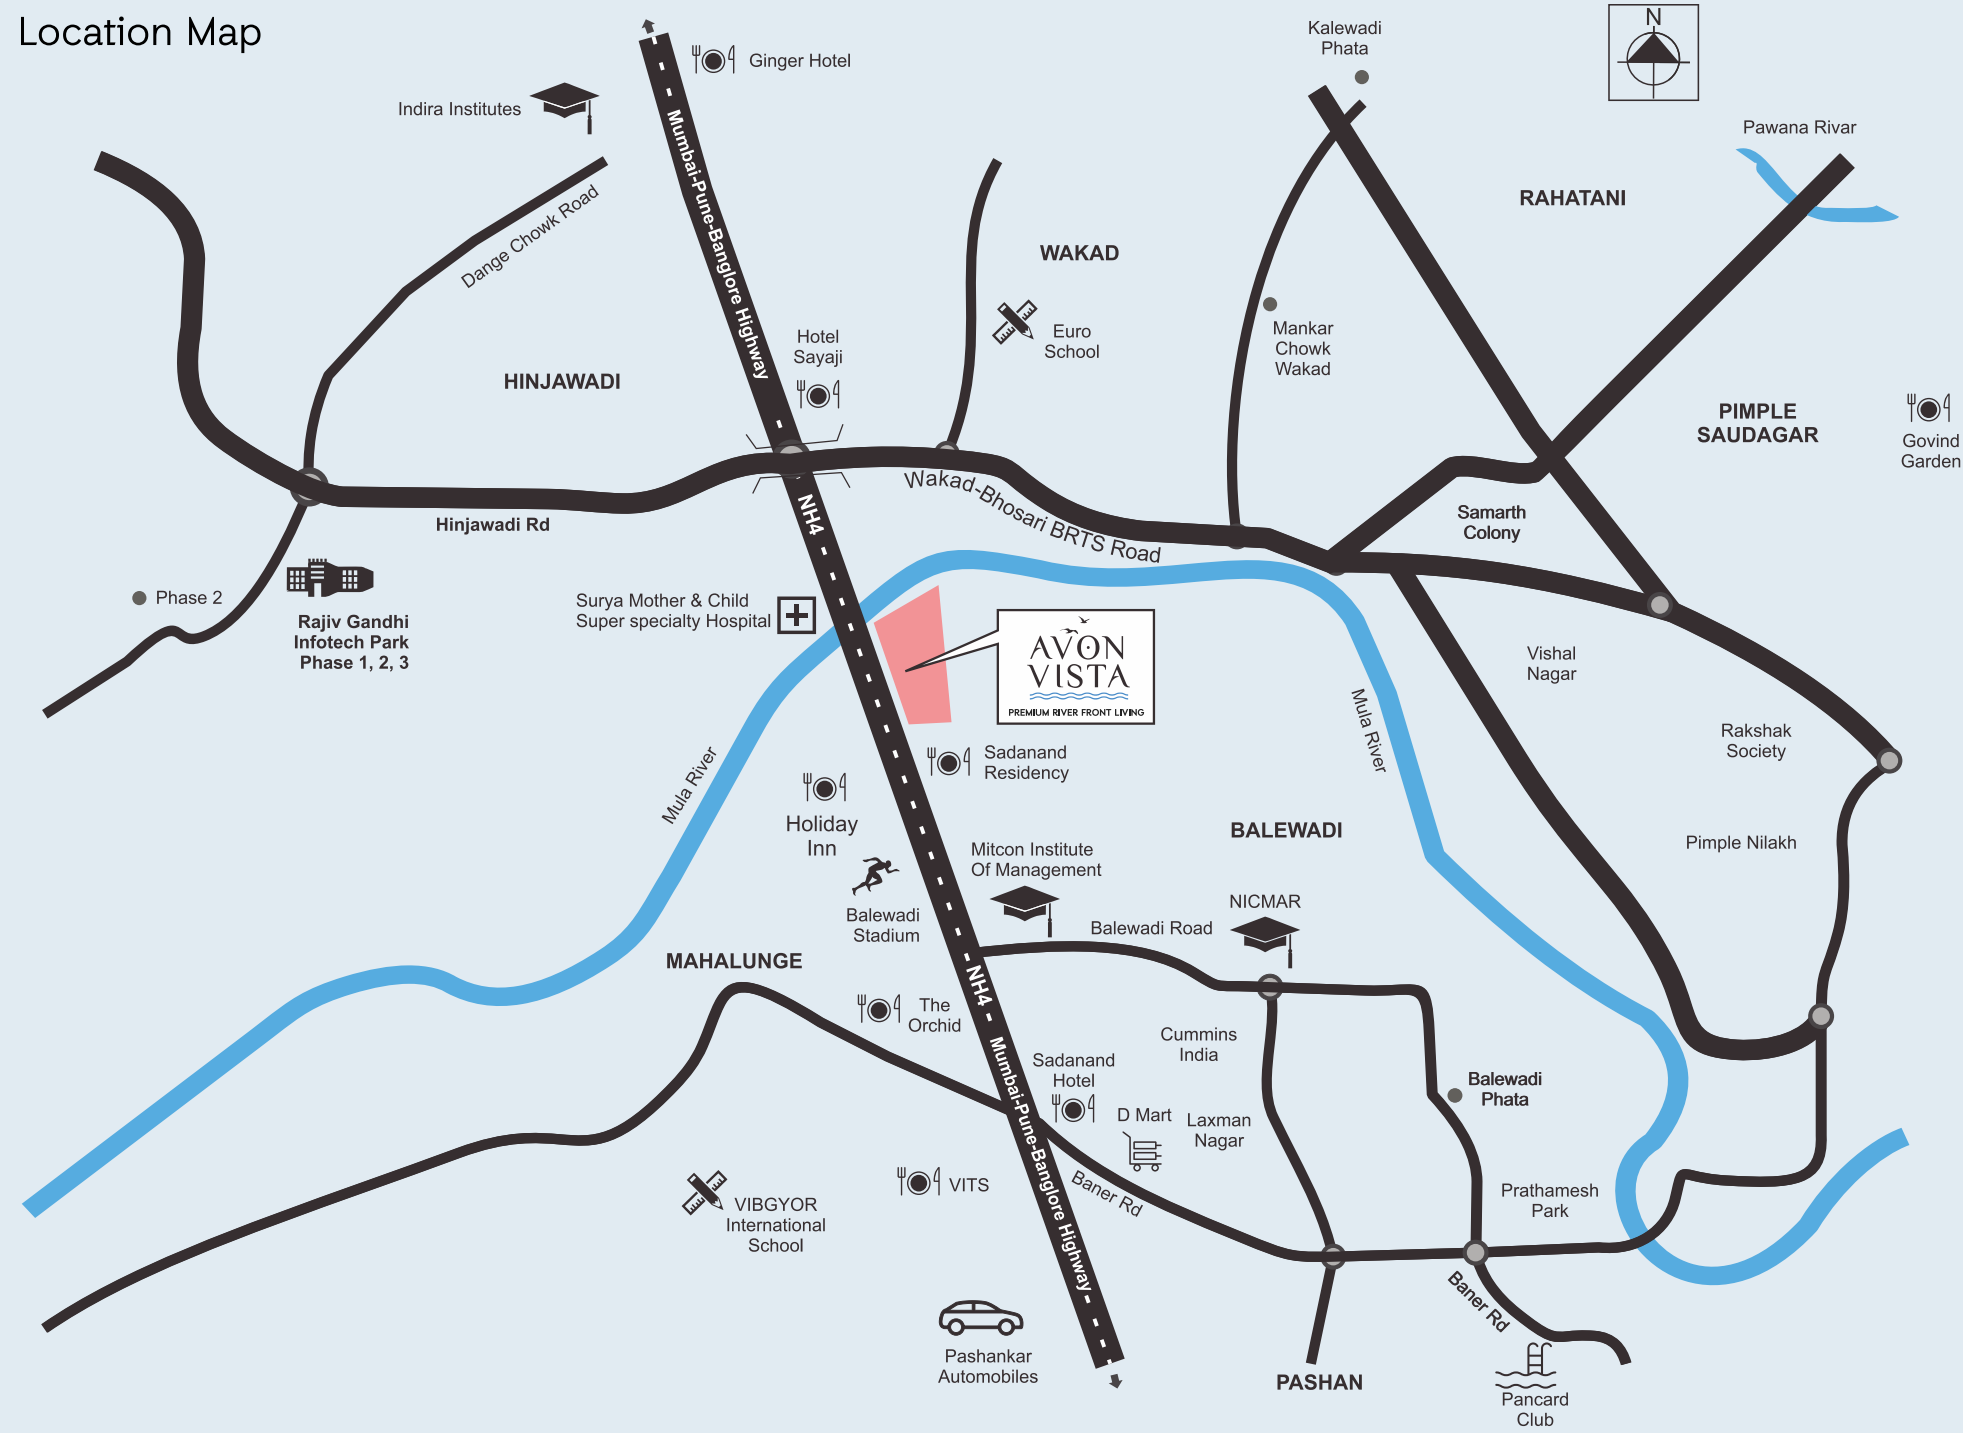 Location Map
N
Kalewadi
Phata
Ginger Hotel
Indira Institutes
Pawana Rivar
Mumbai-Pune-Banglore Highway
Dange Chowk Road
RAHATANI
WAKAD
Hotel
Sayaji
Euro
School
Mankar
Chowk
Wakad
HINJAWADI
PIMPLE
SAUDAGAR
Govind
Garden
Wakad-Bhosari BRTS Road
Hinjawadi Rd
NH4
Samarth
Colony
Phase 2
Rajiv Gandhi
Infotech Park
Phase 1, 2, 3
Surya Mother & Child
Super specialty Hospital
AVON
VISTA
PREMIUM RIVER FRONT LIVING
Vishal
Nagar
Mula River
Mula River
Rakshak
Society
Sadanand
Residency
Holiday
Inn
BALEWADI
Pimple Nilakh
Mitcon Institute
Of Management
Balewadi
Stadium
NICMAR
Balewadi Road
MAHALUNGE
NH4
The
Orchid
Cummins
India
Sadanand
Hotel
Mumbai-Pune-Banglore Highway
Balewadi
Phata
D Mart
Laxman
Nagar
VITS
Baner Rd
Prathamesh
Park
VIBGYOR
International
School
Baner Rd
Pashankar
Automobiles
PASHAN
Pancard
Club